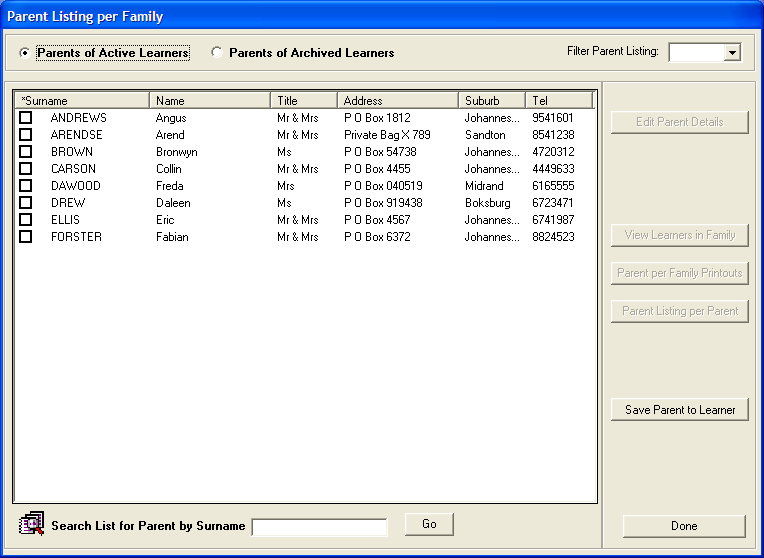 Parent Listing per Family
Parents of Active Learners Parents of Archived Learners Filter Parent Listing:
*Surname Name Title Address Suburb Tel
ANDREWS Angus Mr & Mrs P O Box 1812 Johannes... 9541601
ARENDSE Arend Mr & Mrs Private Bag X 789 Sandton 8541238
BROWN Bronwyn Ms P O Box 54738 Johannes... 4720312
CARSON Collin Mr & Mrs P O Box 4455 Johannes... 4449633
DAWOOD Freda Mrs P O Box 040519 Midrand 6165555
DREW Daleen Ms P O Box 919438 Boksburg 6723471
ELLIS Eric Mr & Mrs P O Box 4567 Johannes... 6741987
FORSTER Fabian Mr & Mrs P O Box 6372 Johannes... 8824523
Edit Parent Details
View Learners in Family
Parent per Family Printouts
Parent Listing per Parent
Save Parent to Learner
Search List for Parent by Surname Go Done